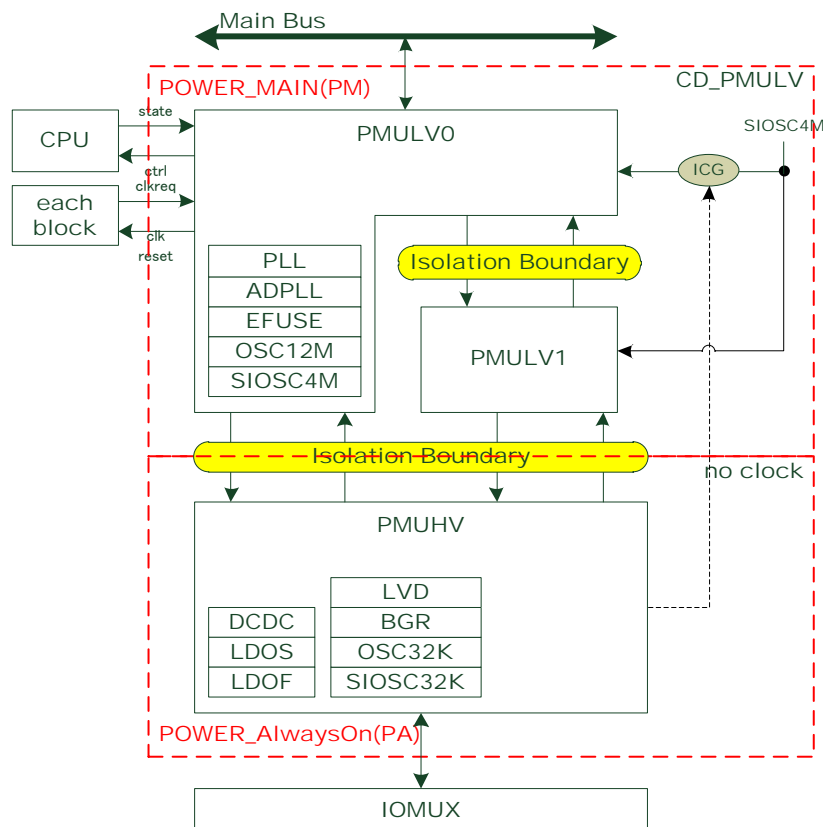 Main Bus
POWER_MAIN(PM)
CD_PMULV
state
CPU
PMULV0
SIOSC4M
ctrl
clkreq
ICG
each
block
clk
reset
PLL
ADPLL
EFUSE
OSC12M
SIOSC4M
Isolation Boundary
PMULV1
Isolation Boundary
no clock
PMUHV
LVD
BGR
OSC32K
SIOSC32K
DCDC
LDOS
LDOF
POWER_AlwaysOn(PA)
IOMUX